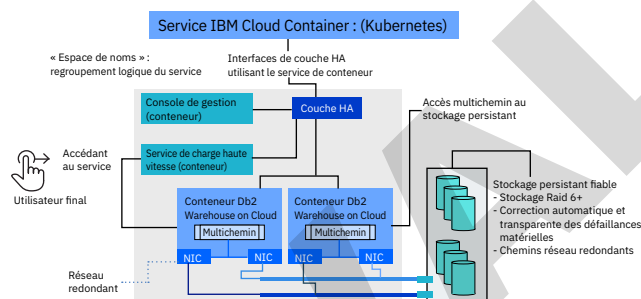 Service IBM Cloud Container : (Kubernetes)
« Espace de noms » :
regroupement logique du service
Interfaces de couche HA
utilisant le service de conteneur
Console de gestion
(conteneur)
Couche HA
Accès multichemin au
stockage persistant
Accédant
au service
Service de charge haute
vitesse (conteneur)
Utilisateur final
Conteneur Db2
Warehouse on Cloud
Multichemin
NIC
NIC
Conteneur Db2
Warehouse on Cloud
Multichemin
NIC
NIC
Stockage persistant fiable
- Stockage Raid 6+
- Correction automatique et
transparente des défaillances
matérielles
- Chemins réseau redondants
Réseau
redondant